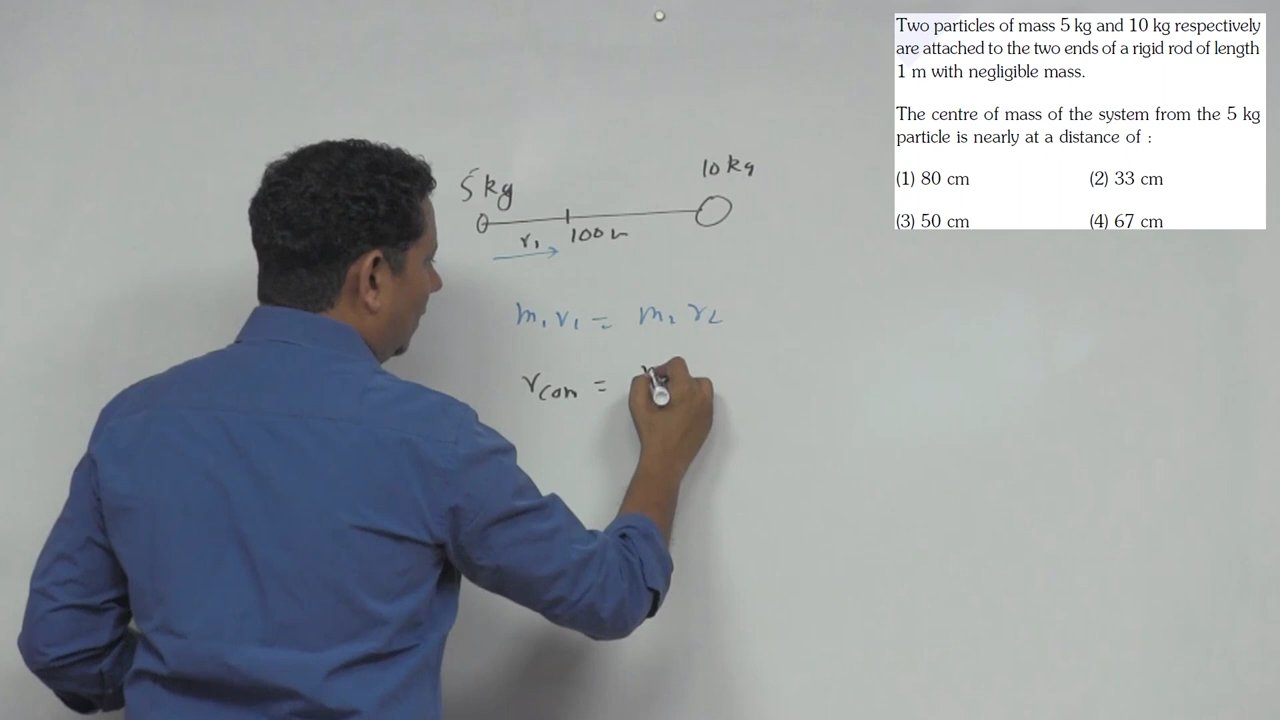 Two particles of mass 5 kg and 10 kg respectively
are attached to the two ends of a rigid rod of length
1 m with negligible mass.
The centre of mass of the system from the 5 kg
particle is nearly at a distance of :
(1) 80 cm (2) 33 cm
(3) 50 cm (4) 67 cm
5 kg 10 kg
r₁ 100
m₁ r₁ = m₂ r₂
r com =